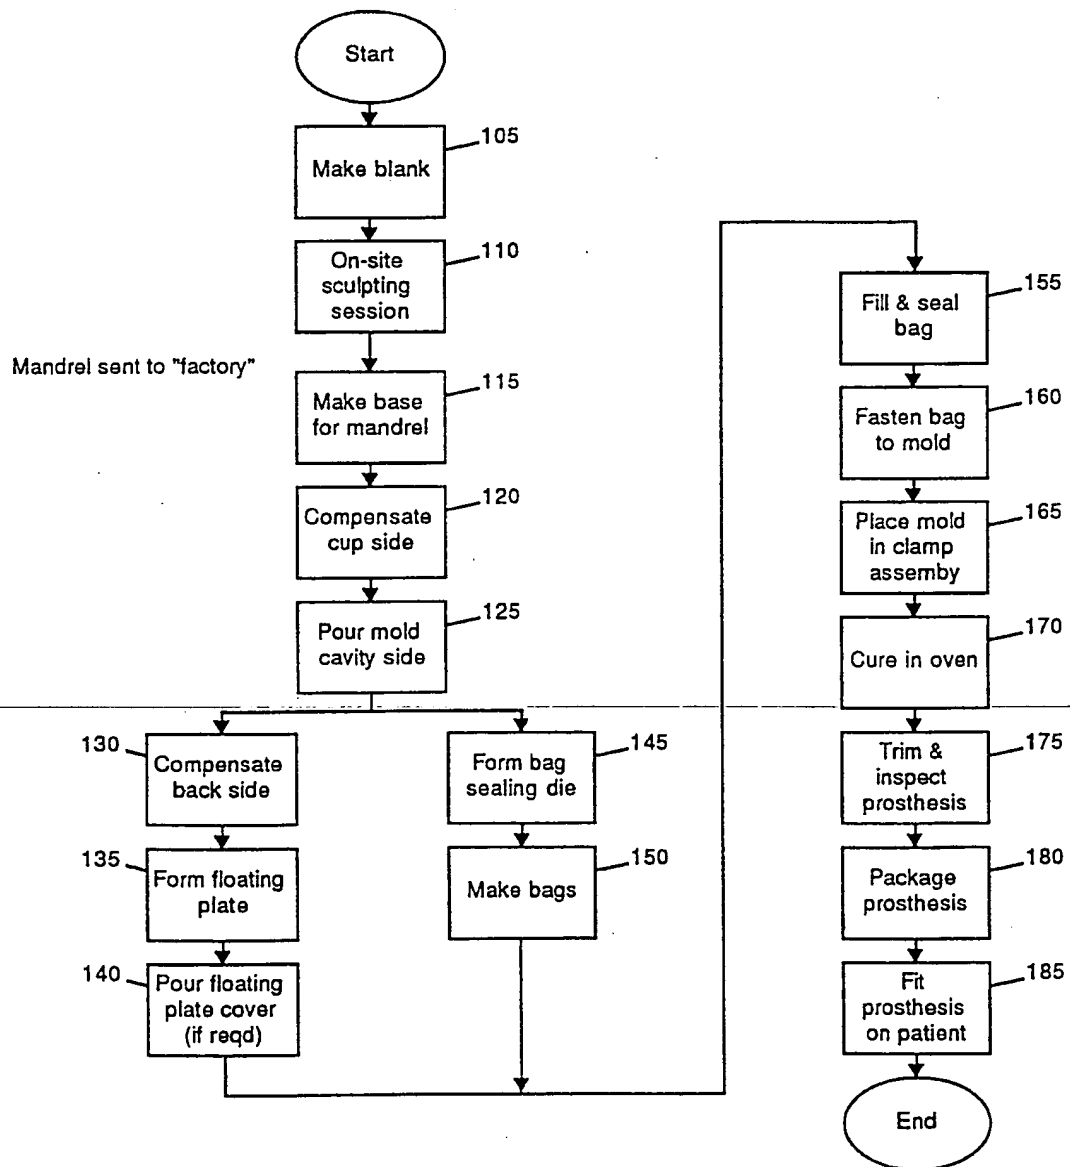 Start
105
Make blank
110
On-site
sculpting
session
Mandrel sent to "factory"
115
Make base
for mandrel
120
Compensate
cup side
125
Pour mold
cavity side
130
Compensate
back side
135
Form floating
plate
140
Pour floating
plate cover
(if reqd)
145
Form bag
sealing die
150
Make bags
155
Fill & seal
bag
160
Fasten bag
to mold
165
Place mold
in clamp
assemby
170
Cure in oven
175
Trim &
inspect
prosthesis
180
Package
prosthesis
185
Fit
prosthesis
on patient
End